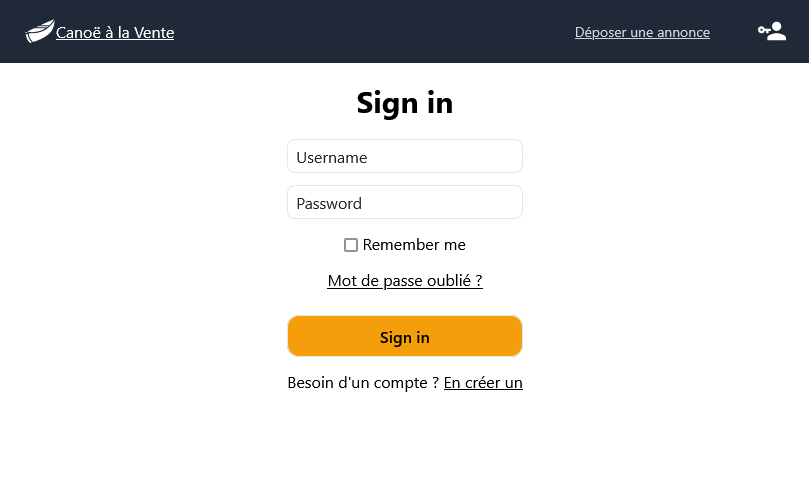 Canoë à la Vente
Déposer une annonce
Sign in
Username
Password
Remember me
Mot de passe oublié ?
Sign in
Besoin d'un compte ? En créer un